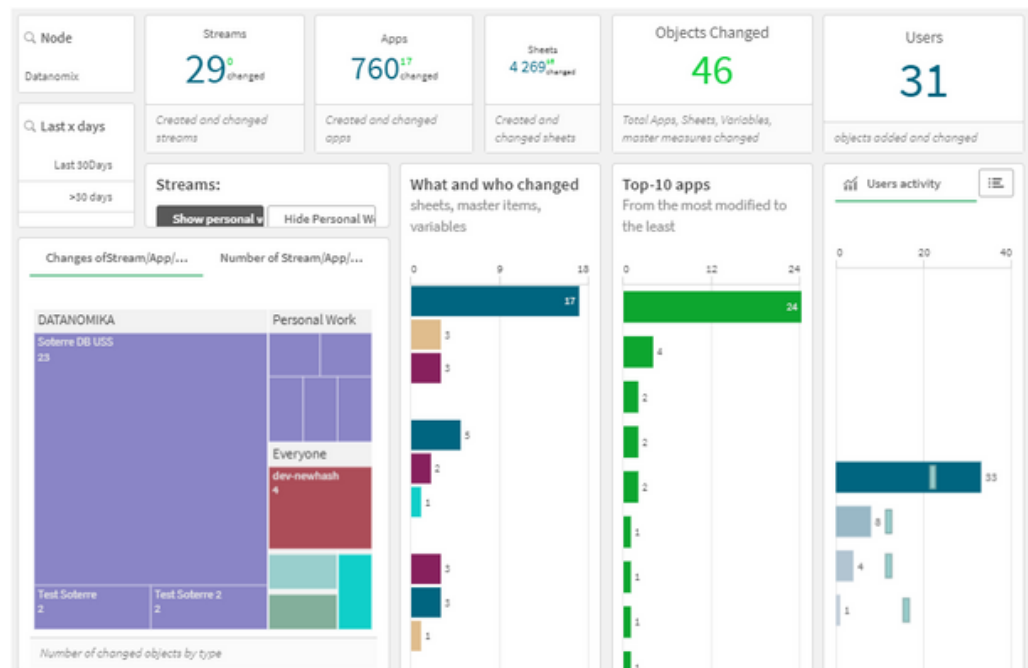 Node
Datanomix
Last x days
Last 30Days
>30 days
Streams
29 0 changed
Created and changed
streams
Apps
760 17 changed
Created and changed
apps
Sheets
4 269 changed
Created and
changed sheets
Objects Changed
46
Total Apps, Sheets, Variables,
master measures changed
Users
31
objects added and changed
Streams:
Show personal w
Hide Personal Wo
Changes ofStream/App/...
Number of Stream/App/...
DATANOMIKA
Soterre DB USS
23
Test Soterre
2
Test Soterre 2
2
Personal Work
Everyone
dev-newhash
4
Number of changed objects by type
What and who changed
sheets, master items,
variables
0 9 18
17
3
3
5
2
1
3
3
1
Top-10 apps
From the most modified to
the least
0 12 24
24
4
2
2
2
1
1
1
1
Users activity
0 20 40
33
8
4
1